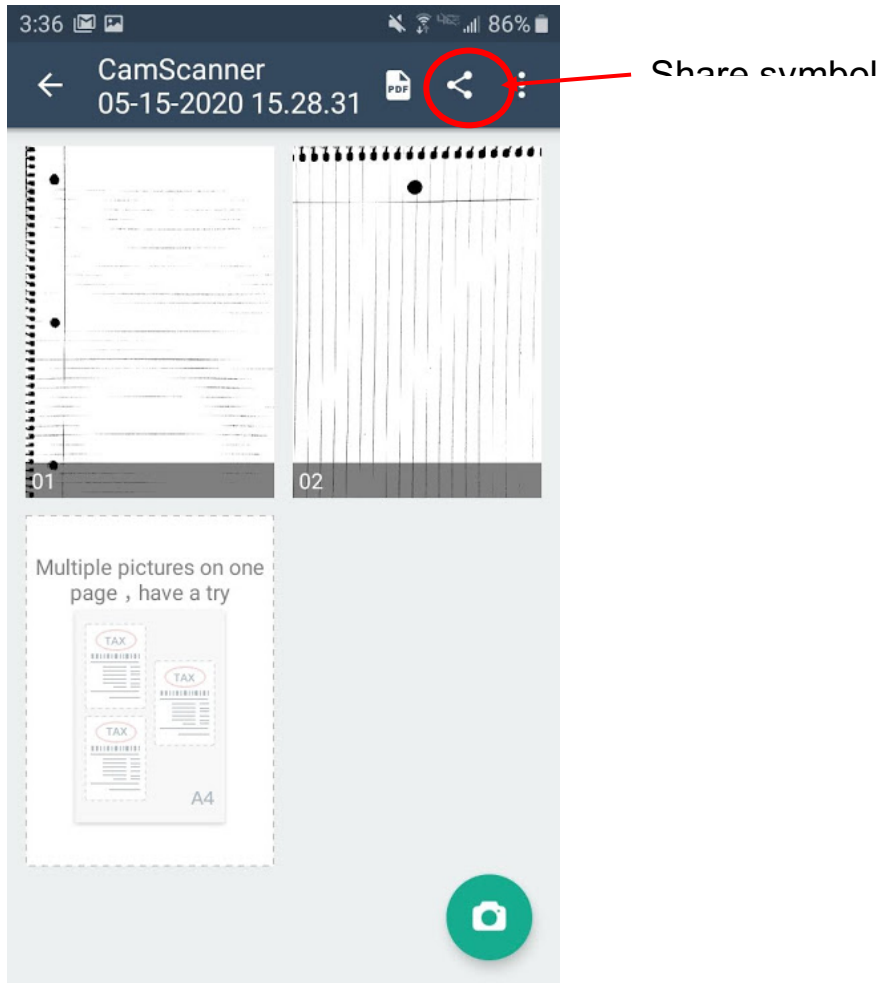 3:36 86%
CamScanner
05-15-2020 15.28.31
PDF
Share symbol
01
02
Multiple pictures on one
page , have a try
TAX
TAX
TAX
A4